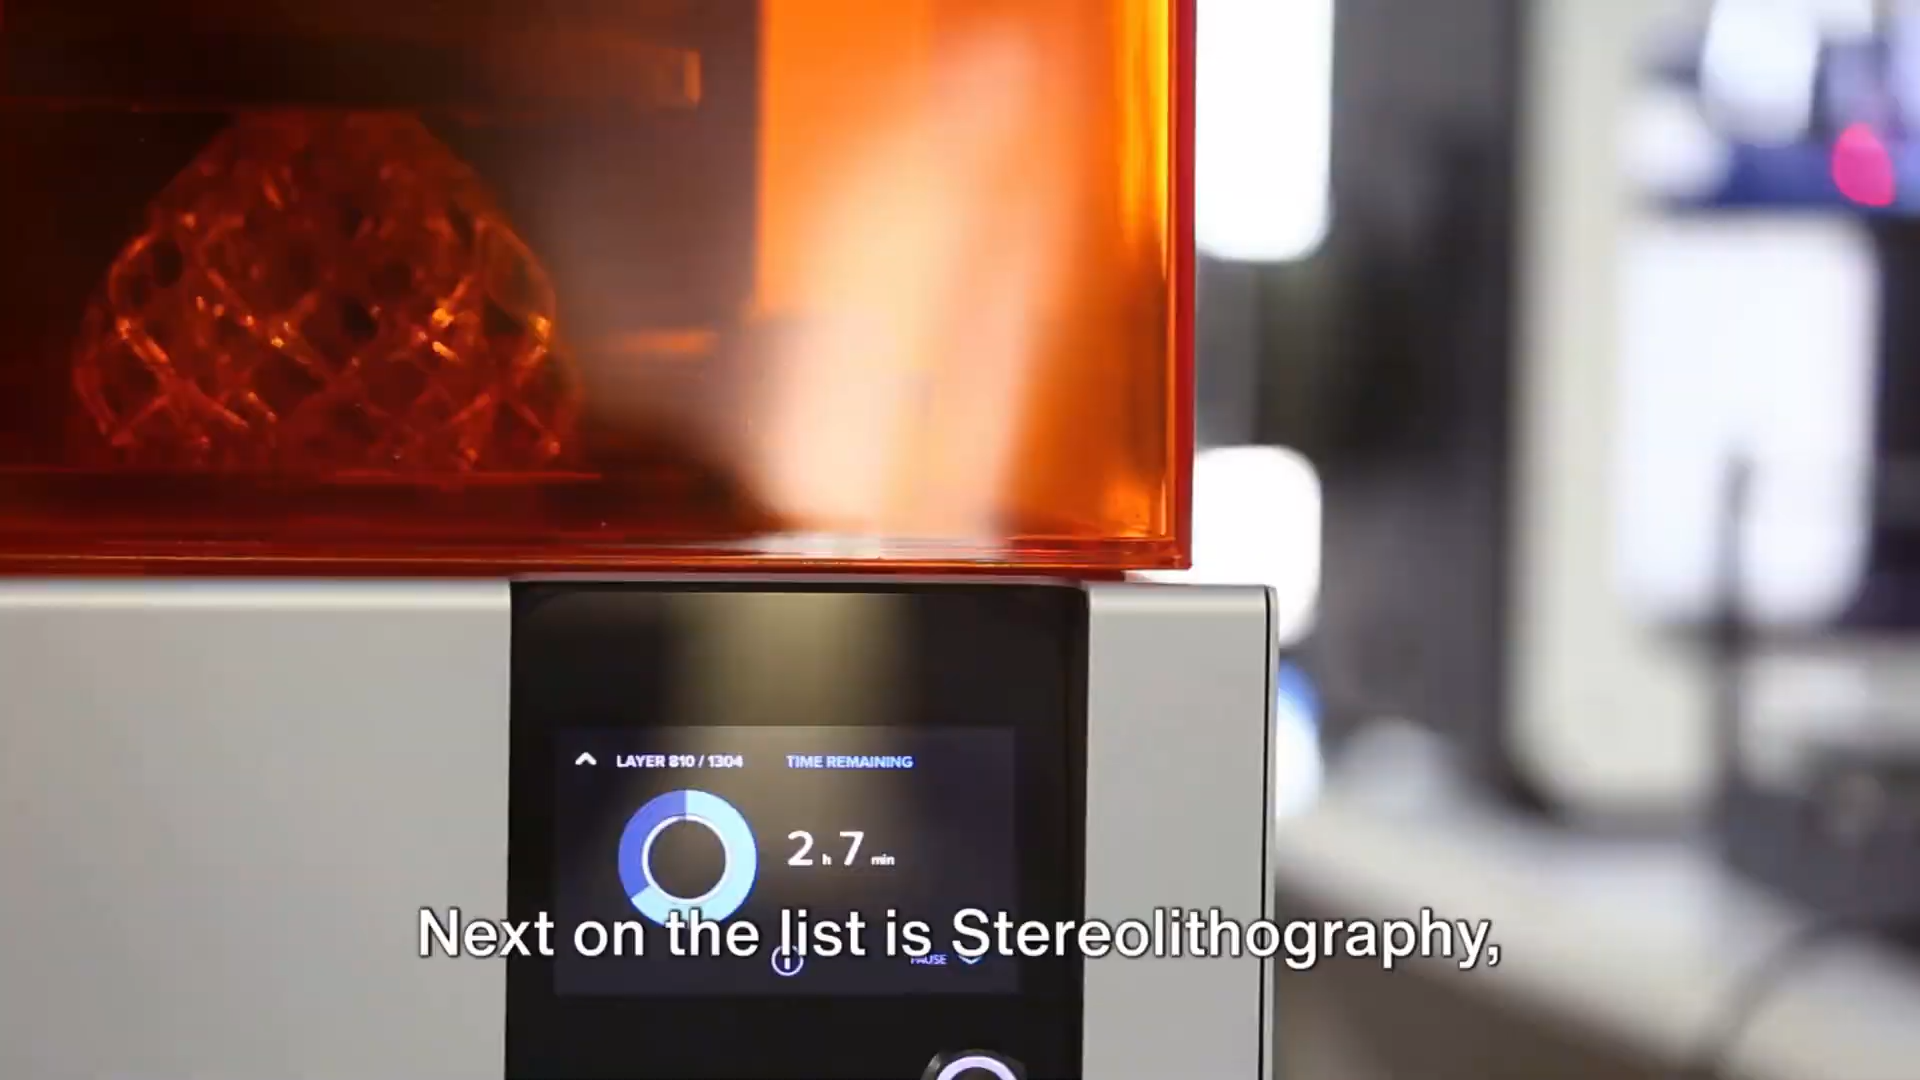 LAYER 810 / 1304
TIME REMAINING
2 h 7 min
PAUSE
Next on the list is Stereolithography,